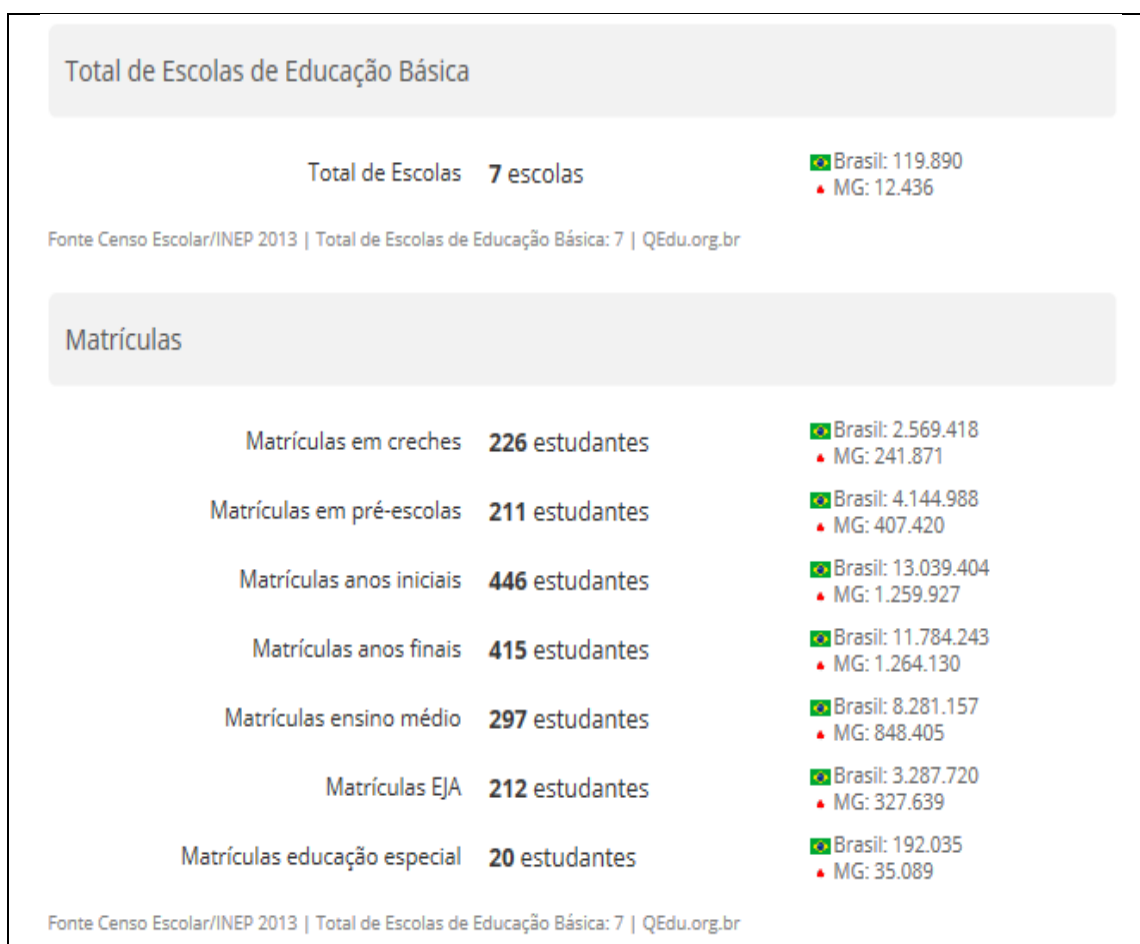 Total de Escolas de Educação Básica
Total de Escolas 7 escolas Brasil: 119.890
MG: 12.436
Fonte Censo Escolar/INEP 2013 | Total de Escolas de Educação Básica: 7 | QEdu.org.br
Matrículas
Matrículas em creches 226 estudantes Brasil: 2.569.418
MG: 241.871
Matrículas em pré-escolas 211 estudantes Brasil: 4.144.988
MG: 407.420
Matrículas anos iniciais 446 estudantes Brasil: 13.039.404
MG: 1.259.927
Matrículas anos finais 415 estudantes Brasil: 11.784.243
MG: 1.264.130
Matrículas ensino médio 297 estudantes Brasil: 8.281.157
MG: 848.405
Matrículas EJA 212 estudantes Brasil: 3.287.720
MG: 327.639
Matrículas educação especial 20 estudantes Brasil: 192.035
MG: 35.089
Fonte Censo Escolar/INEP 2013 | Total de Escolas de Educação Básica: 7 | QEdu.org.br